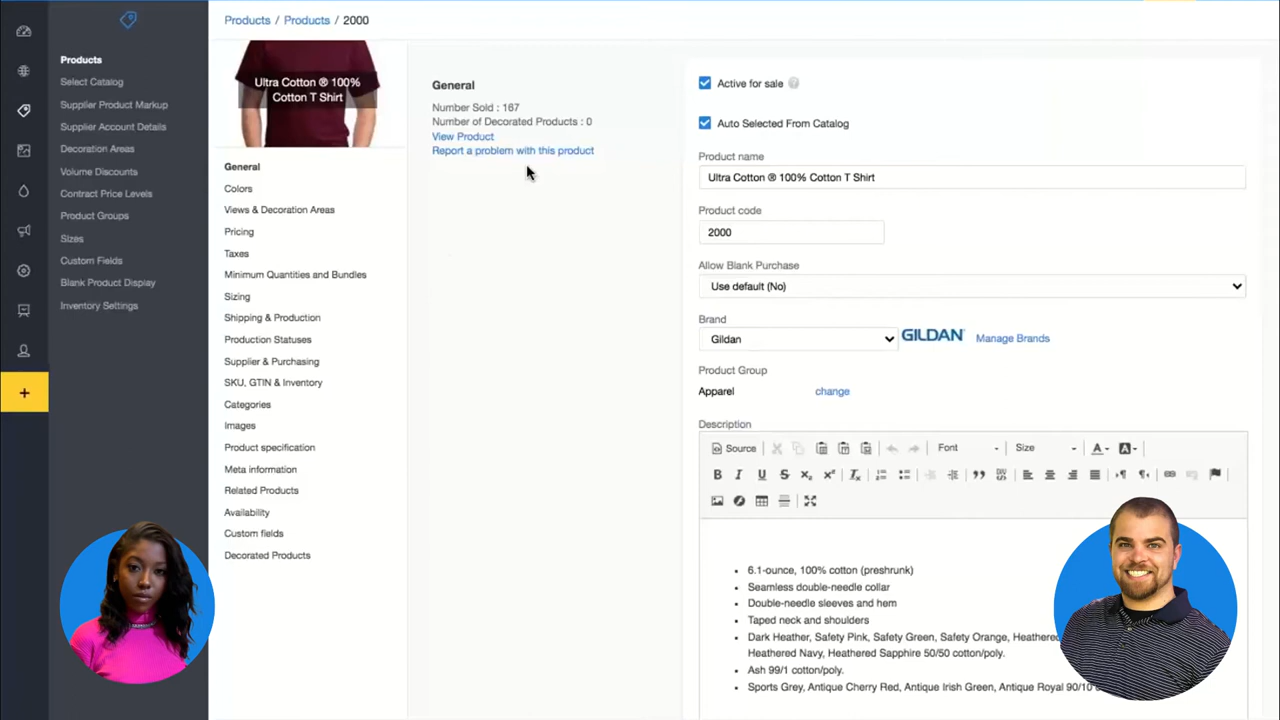 Products / Products / 2000
Products
Select Catalog
Supplier Product Markup
Supplier Account Details
Decoration Areas
Volume Discounts
Contract Price Levels
Product Groups
Sizes
Custom Fields
Blank Product Display
Inventory Settings
+
Ultra Cotton ® 100%
Cotton T Shirt
General
Colors
Views & Decoration Areas
Pricing
Taxes
Minimum Quantities and Bundles
Sizing
Shipping & Production
Production Statuses
Supplier & Purchasing
SKU, GTIN & Inventory
Categories
Images
Product specification
Meta information
Related Products
Availability
Custom fields
Decorated Products
General
Number Sold : 167
Number of Decorated Products : 0
View Product
Report a problem with this product
Active for sale ?
Auto Selected From Catalog
Product name
Ultra Cotton ® 100% Cotton T Shirt
Product code
2000
Allow Blank Purchase
Use default (No)
Brand
Gildan GILDAN Manage Brands
Product Group
Apparel change
Description
Source Font Size A A
B I U S x₂ x² Tx
6.1-ounce, 100% cotton (preshrunk)
Seamless double-needle collar
Double-needle sleeves and hem
Taped neck and shoulders
Dark Heather, Safety Pink, Safety Green, Safety Orange, Heathered
Heathered Navy, Heathered Sapphire 50/50 cotton/poly.
Ash 99/1 cotton/poly.
Sports Grey, Antique Cherry Red, Antique Irish Green, Antique Royal 90/10